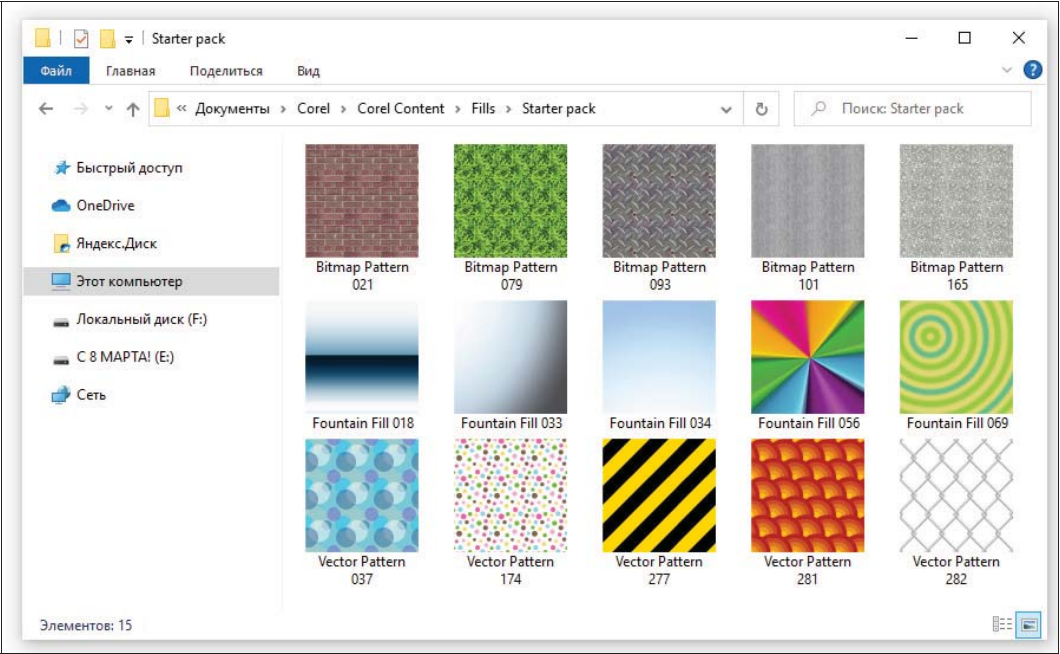 Starter pack
Файл Главная Поделиться Вид
« Документы > Corel > Corel Content > Fills > Starter pack
Поиск: Starter pack
Быстрый доступ
OneDrive
Яндекс.Диск
Этот компьютер
Локальный диск (F:)
С 8 МАРТА! (E:)
Сеть
Bitmap Pattern 021
Bitmap Pattern 079
Bitmap Pattern 093
Bitmap Pattern 101
Bitmap Pattern 165
Fountain Fill 018
Fountain Fill 033
Fountain Fill 034
Fountain Fill 056
Fountain Fill 069
Vector Pattern 037
Vector Pattern 174
Vector Pattern 277
Vector Pattern 281
Vector Pattern 282
Элементов: 15